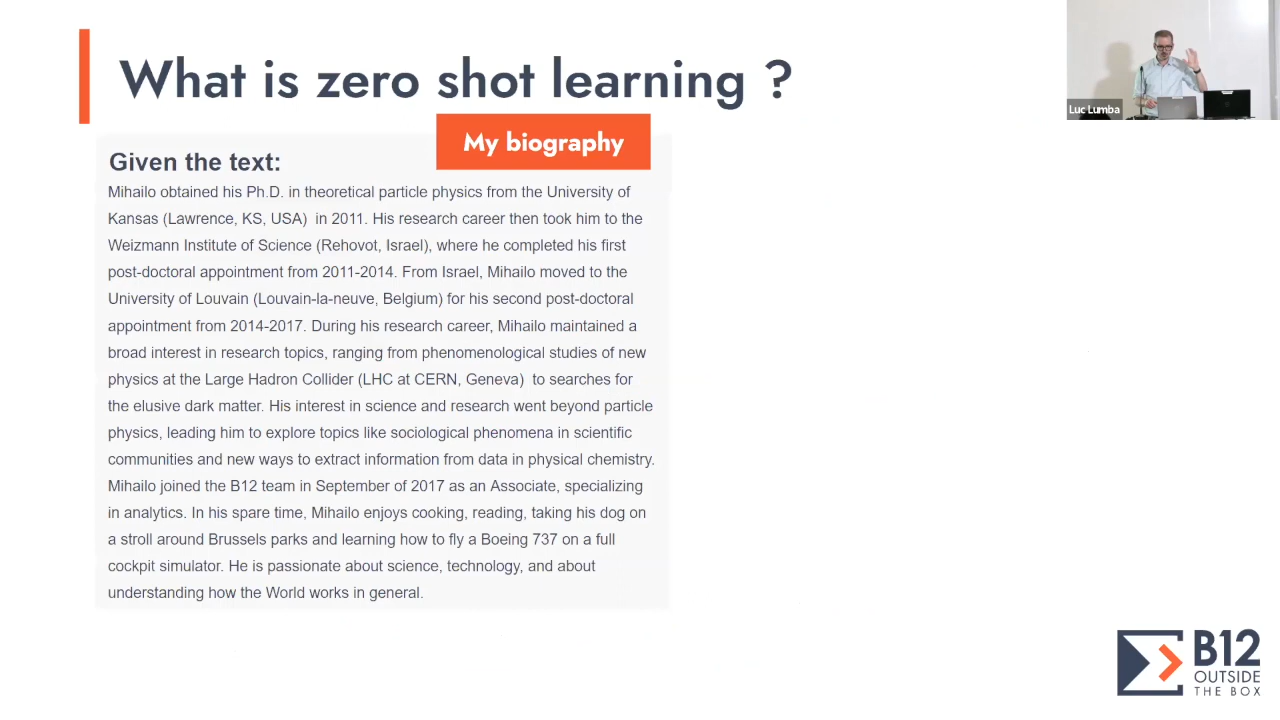 What is zero shot learning ?
My biography
Given the text:
Mihailo obtained his Ph.D. in theoretical particle physics from the University of
Kansas (Lawrence, KS, USA)  in 2011. His research career then took him to the
Weizmann Institute of Science (Rehovot, Israel), where he completed his first
post-doctoral appointment from 2011-2014. From Israel, Mihailo moved to the
University of Louvain (Louvain-la-neuve, Belgium) for his second post-doctoral
appointment from 2014-2017. During his research career, Mihailo maintained a
broad interest in research topics, ranging from phenomenological studies of new
physics at the Large Hadron Collider (LHC at CERN, Geneva)  to searches for
the elusive dark matter. His interest in science and research went beyond particle
physics, leading him to explore topics like sociological phenomena in scientific
communities and new ways to extract information from data in physical chemistry.
Mihailo joined the B12 team in September of 2017 as an Associate, specializing
in analytics. In his spare time, Mihailo enjoys cooking, reading, taking his dog on
a stroll around Brussels parks and learning how to fly a Boeing 737 on a full
cockpit simulator. He is passionate about science, technology, and about
understanding how the World works in general.
Luc Lumba
B12
OUTSIDE
THE BOX